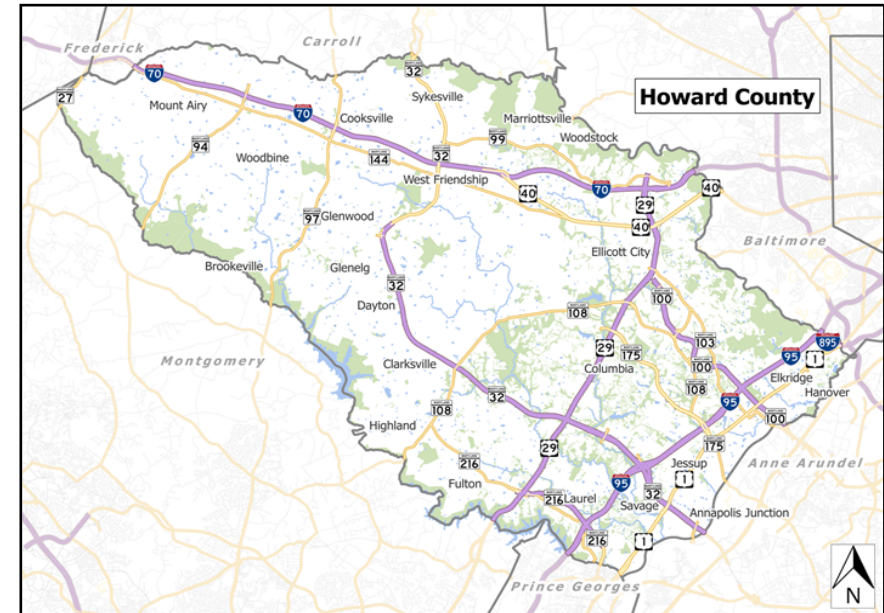 Howard County
Frederick
Carroll
70
32
27
Mount Airy
Sykesville
70
Cooksville
Marriottsville
Woodstock
94
99
144
32
Woodbine
West Friendship
40
70
40
29
97
Glenwood
40
Ellicott City
Baltimore
Brookeville
Glenelg
32
Dayton
100
108
103
895
Montgomery
Clarksville
29
175
Columbia
100
95
1
Elkridge
32
108
Hanover
108
95
Highland
100
29
175
216
Jessup
Anne Arundel
Fulton
95
1
216
Laurel
32
Savage
Annapolis Junction
216
1
Prince Georges
N